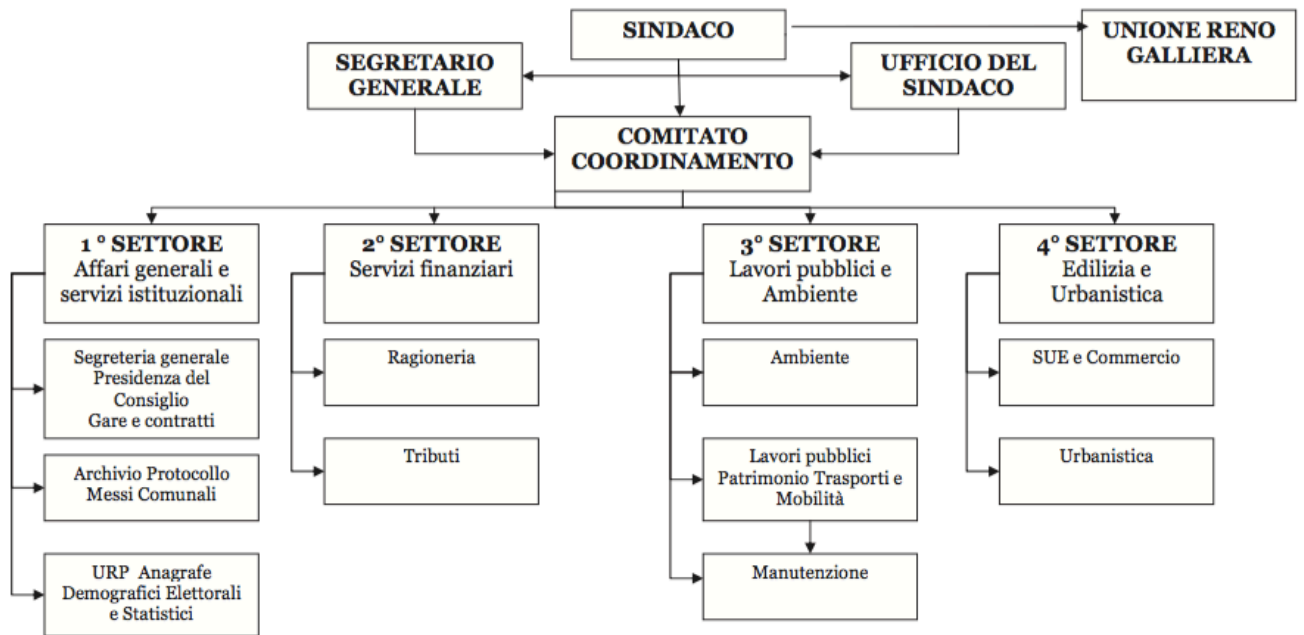 SINDACO
UNIONE RENO
GALLIERA
SEGRETARIO
GENERALE
UFFICIO DEL
SINDACO
COMITATO
COORDINAMENTO
1 ° SETTORE
Affari generali e
servizi istituzionali
2° SETTORE
Servizi finanziari
3° SETTORE
Lavori pubblici e
Ambiente
4° SETTORE
Edilizia e
Urbanistica
Segreteria generale
Presidenza del
Consiglio
Gare e contratti
Ragioneria
Ambiente
SUE e Commercio
Archivio Protocollo
Messi Comunali
Tributi
Lavori pubblici
Patrimonio Trasporti e
Mobilità
Urbanistica
URP Anagrafe
Demografici Elettorali
e Statistici
Manutenzione